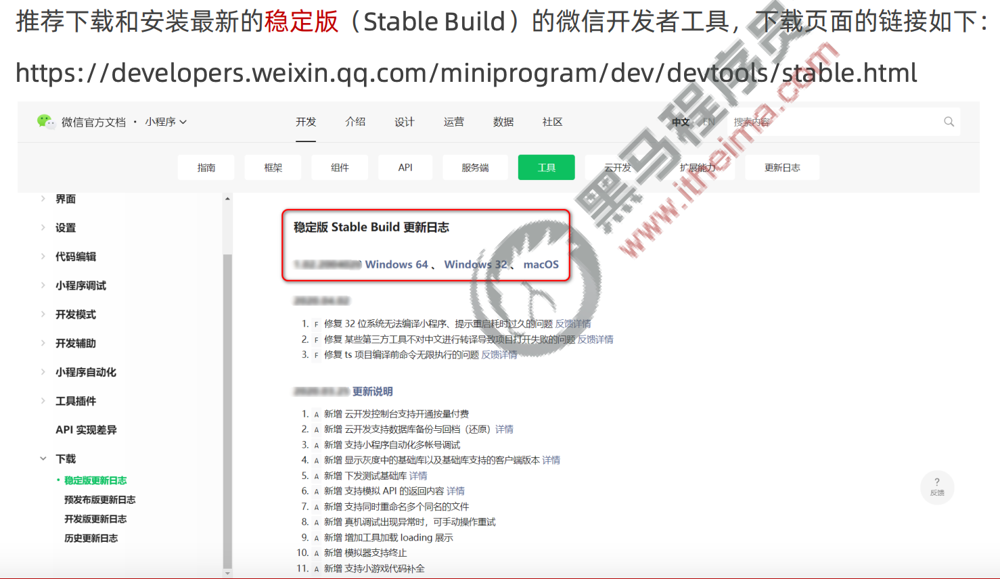 推荐下载和安装最新的稳定版（Stable Build）的微信开发者工具，下载页面的链接如下：
https://developers.weixin.qq.com/miniprogram/dev/devtools/stable.html
微信官方文档 · 小程序
开发 介绍 设计 运营 数据 社区
中文 EN 搜索内容
指南 框架 组件 API 服务端 工具 云开发 扩展能力 更新日志
界面
设置
代码编辑
小程序调试
开发模式
开发辅助
小程序自动化
工具插件
API 实现差异
下载
稳定版更新日志
预发布版更新日志
开发版更新日志
历史更新日志
稳定版 Stable Build 更新日志
Windows 64 、 Windows 32 、 macOS
1. F 修复 32 位系统无法编译小程序、提示重启耗时过久的问题 反馈详情
2. F 修复 某些第三方工具不对中文进行转译导致项目打开失败的问题 反馈详情
3. F 修复 ts 项目编译前命令无限执行的问题 反馈详情
更新说明
1. A 新增 云开发控制台支持开通按量付费
2. A 新增 云开发支持数据库备份与回档（还原）详情
3. A 新增 支持小程序自动化多帐号调试
4. A 新增 显示灰度中的基础库以及基础库支持的客户端版本 详情
5. A 新增 下发测试基础库 详情
6. A 新增 支持模拟 API 的返回内容 详情
7. A 新增 支持同时重命名多个同名的文件
8. A 新增 真机调试出现异常时，可手动操作重试
9. A 新增 增加工具加载 loading 展示
10. A 新增 模拟器支持终止
11. A 新增 支持小游戏代码补全
?
反馈
黑马程序员
www.itheima.com